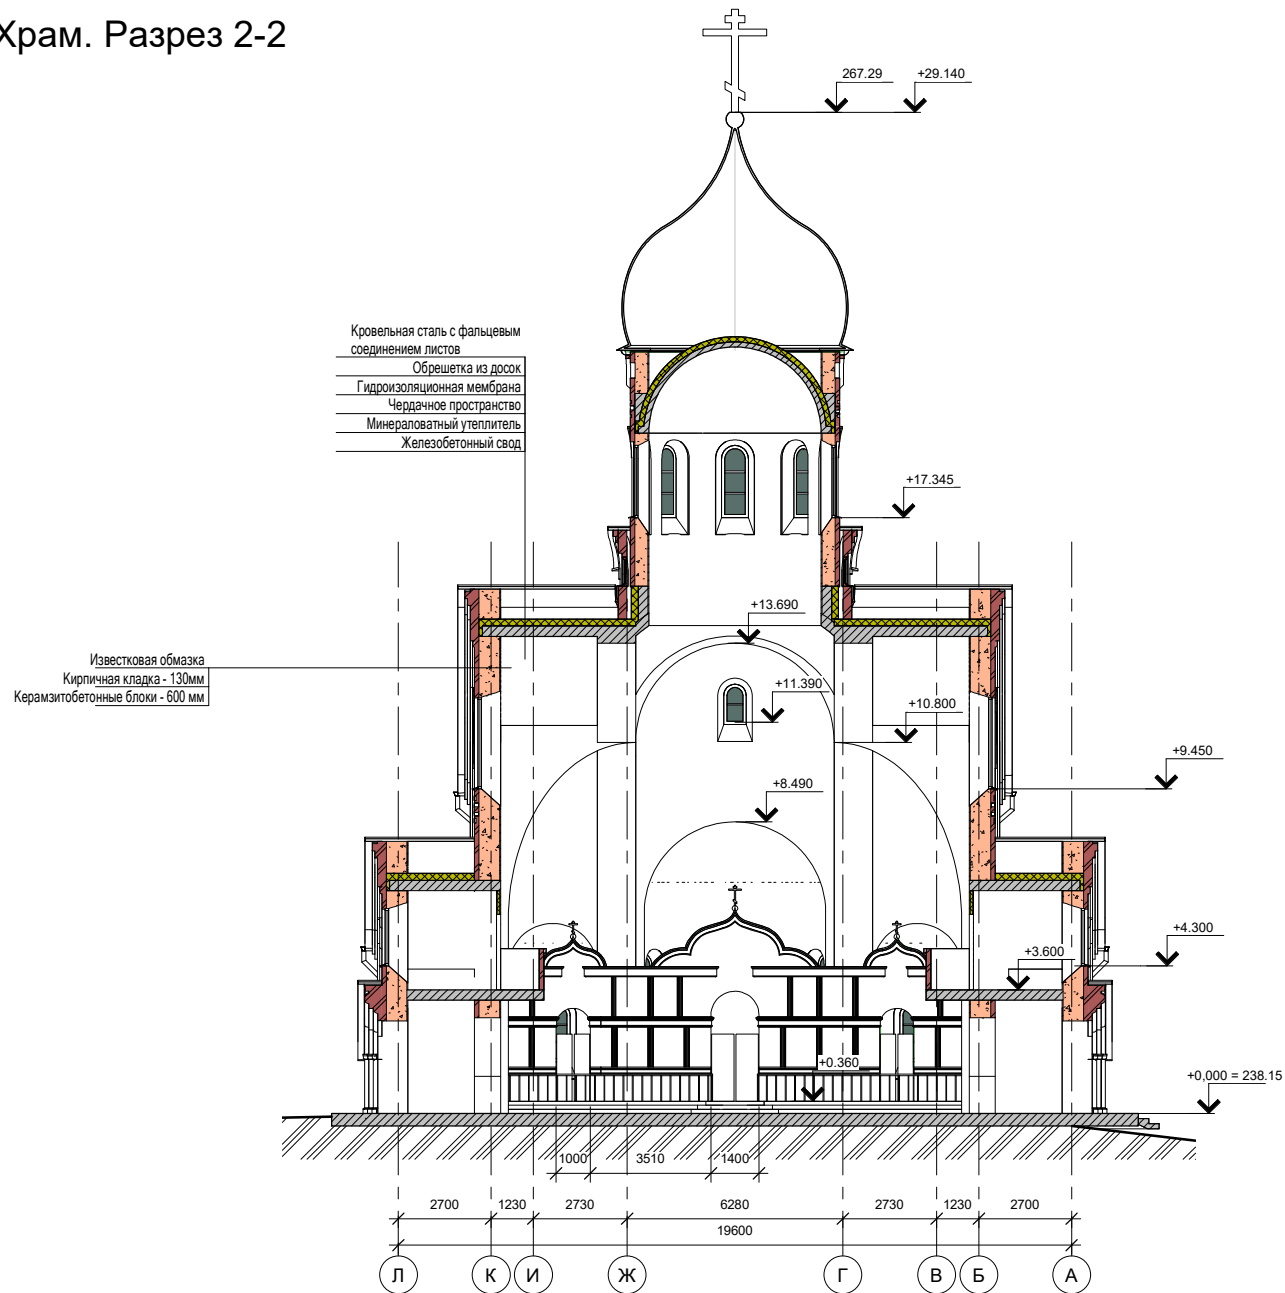 Храм. Разрез 2-2
267.29
+29.140
Кровельная сталь с фальцевым
соединением листов
Обрешетка из досок
Гидроизоляционная мембрана
Чердачное пространство
Минераловатный утеплитель
Железобетонный свод
+17.345
+13.690
Известковая обмазка
Кирпичная кладка - 130мм
Керамзитобетонные блоки - 600 мм
+11.390
+10.800
+9.450
+8.490
+4.300
+3.600
+0.360
+0,000 = 238.15
1000
3510
1400
2700
1230
2730
6280
2730
1230
2700
19600
Л
К
И
Ж
Г
В
Б
А